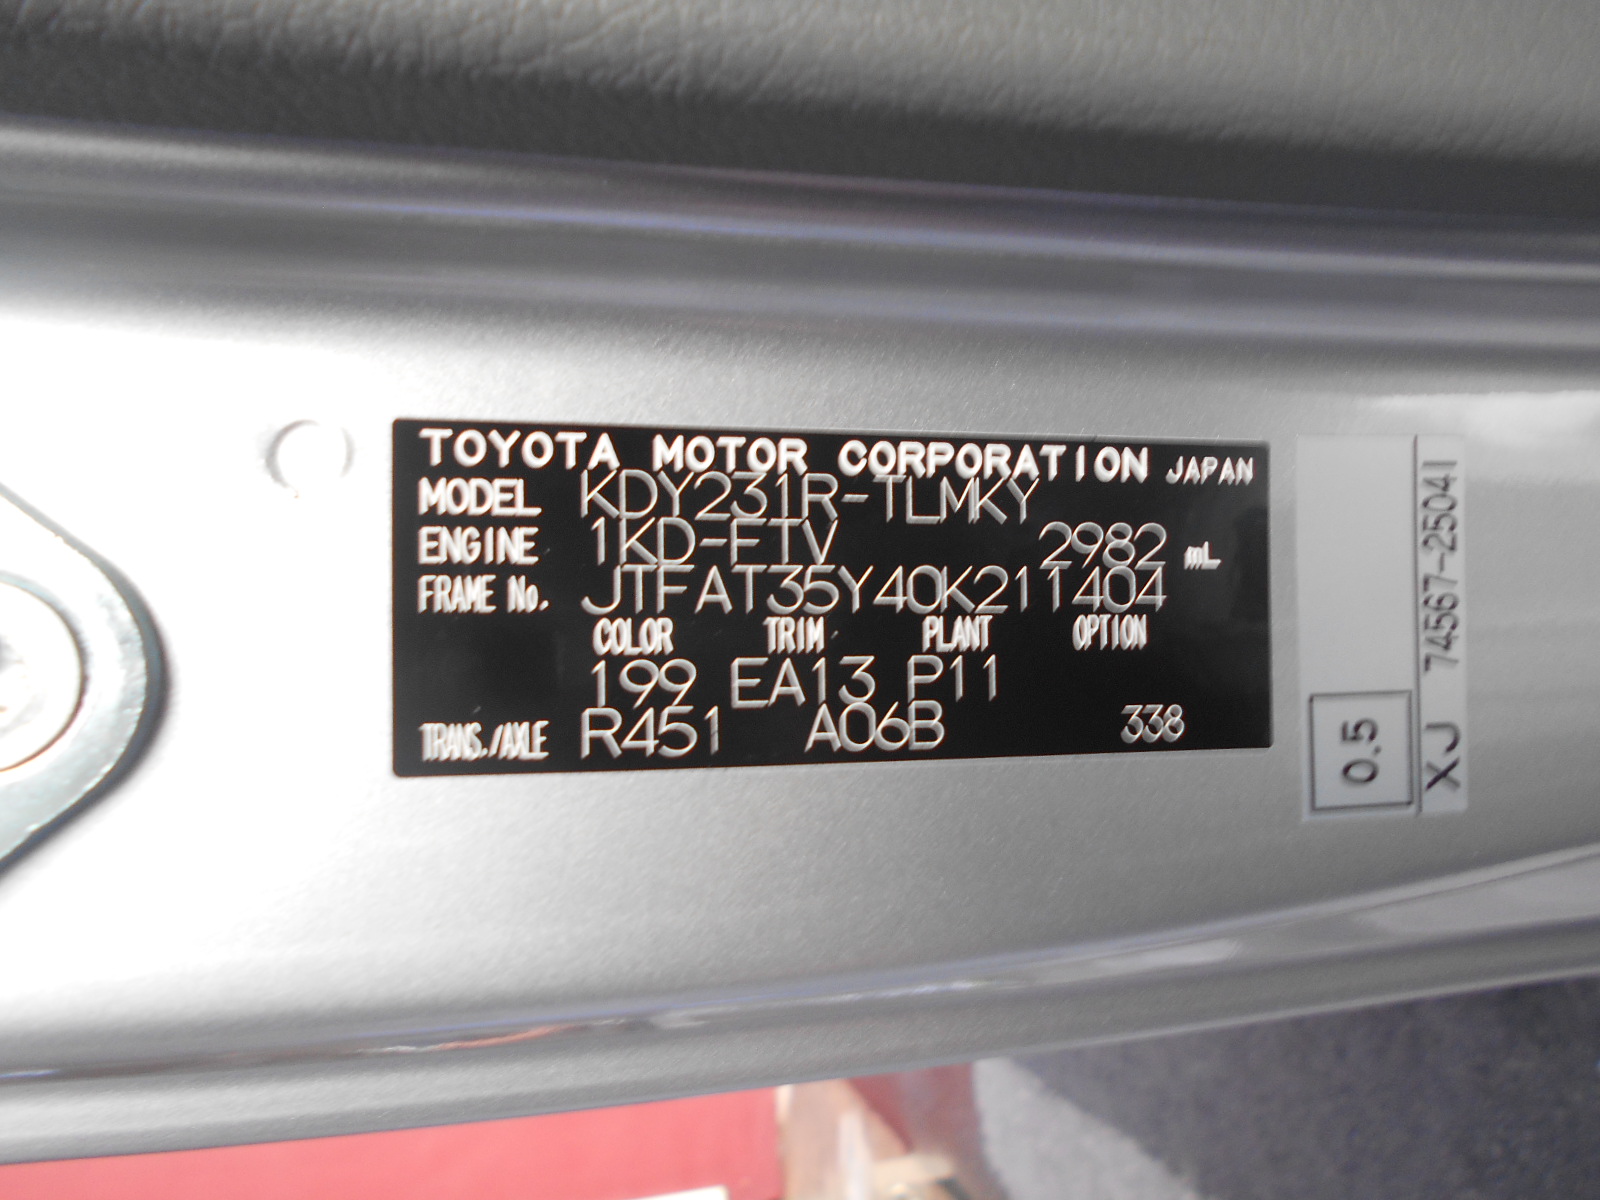 TOYOTA MOTOR CORPORATION JAPAN
MODEL KDY231R-TLMKY
ENGINE 1KD-FTV 2982 mL
FRAME No. JTFAT35Y40K211404
COLOR TRIM PLANT OPTION
199 EA13 P11
TRANS./AXLE R451 A06B 338
0.5
XJ 74567-25041